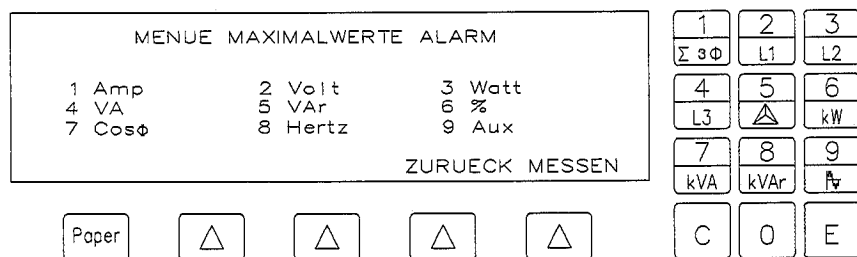 MENUE MAXIMALWERTE ALARM
1 Amp 2 Volt 3 Watt
4 VA 5 VAr 6 %
7 CosΦ 8 Hertz 9 Aux
ZURUECK MESSEN
Paper
1 2 3
Σ 3Φ L1 L2
4 5 6
L3 kW
7 8 9
kVA kVAr
C 0 E